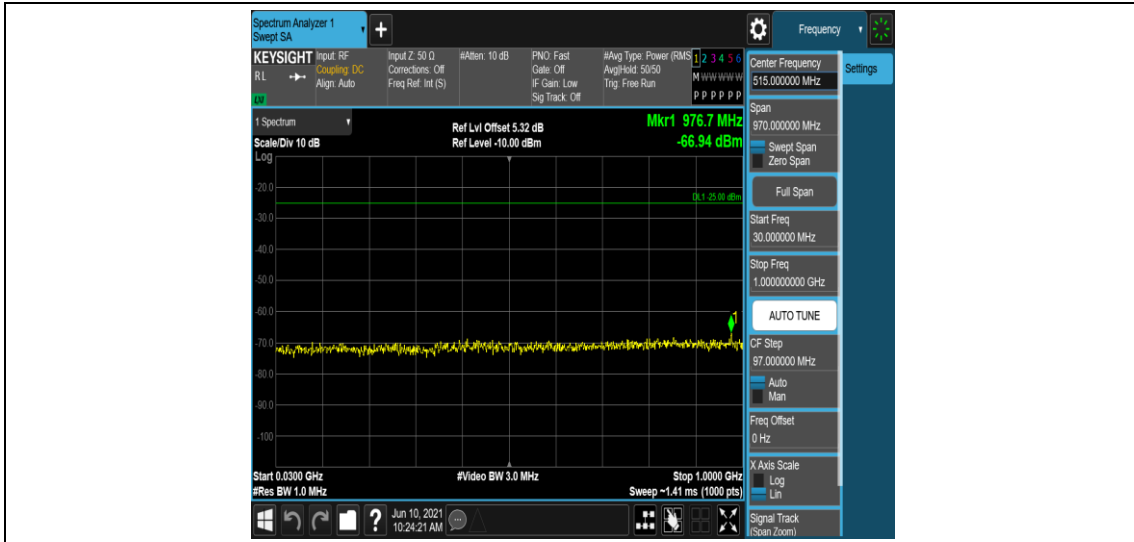 Spectrum Analyzer 1
Swept SA
+
Frequency
KEYSIGHT
RL
Input: RF
Coupling: DC
Align: Auto
Input Z: 50 Ω
Corrections: Off
Freq Ref: Int (S)
#Atten: 10 dB
PNO: Fast
Gate: Off
IF Gain: Low
Sig Track: Off
#Avg Type: Power (RMS
Avg|Hold: 50/50
Trig: Free Run
1 2 3 4 5 6
M W W W W W
P P P P P P
1 Spectrum
Scale/Div 10 dB
Log
Ref Lvl Offset 5.32 dB
Ref Level -10.00 dBm
Mkr1 976.7 MHz
-66.94 dBm
-20.0
DL1 -25.00 dBm
-30.0
-40.0
-50.0
-60.0
1
-70.0
-80.0
-90.0
-100
Start 0.0300 GHz
#Res BW 1.0 MHz
#Video BW 3.0 MHz
Stop 1.0000 GHz
Sweep ~1.41 ms (1000 pts)
Center Frequency
515.000000 MHz
Settings
Span
970.000000 MHz
Swept Span
Zero Span
Full Span
Start Freq
30.000000 MHz
Stop Freq
1.000000000 GHz
AUTO TUNE
CF Step
97.000000 MHz
Auto
Man
Freq Offset
0 Hz
X Axis Scale
Log
Lin
Signal Track
(Span Zoom)
?
Jun 10, 2021
10:24:21 AM